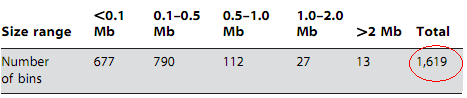 Size range <0.1 Mb 0.1–0.5 Mb 0.5–1.0 Mb 1.0–2.0 Mb >2 Mb Total
Number of bins 677 790 112 27 13 1,619